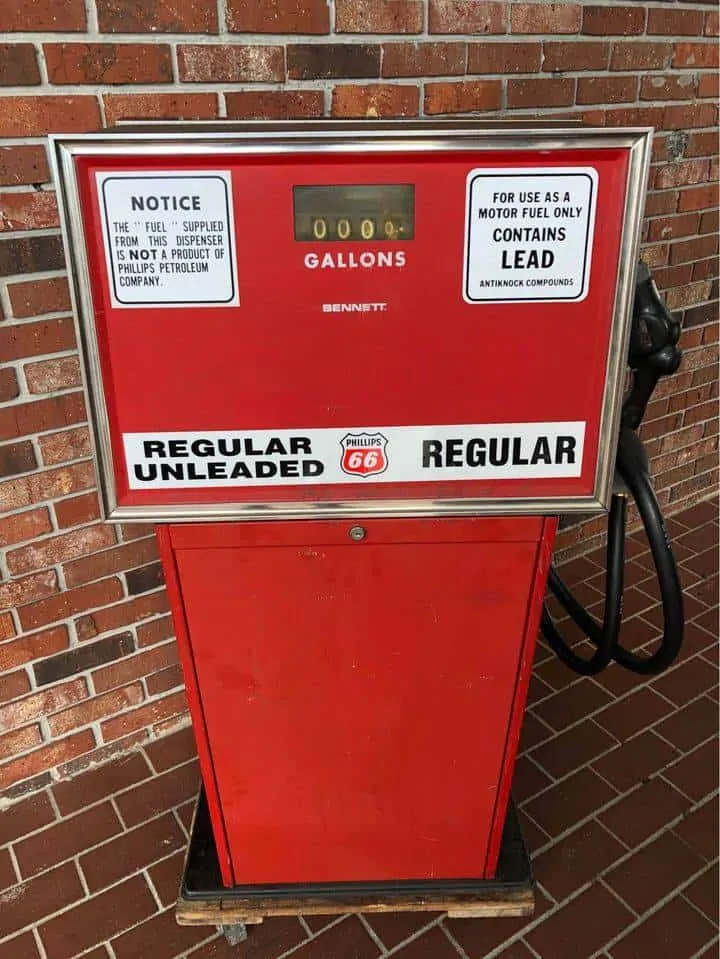 NOTICE
THE " FUEL " SUPPLIED
FROM THIS DISPENSER
IS NOT A PRODUCT OF
PHILLIPS PETROLEUM
COMPANY.
000
GALLONS
BENNETT
FOR USE AS A
MOTOR FUEL ONLY
CONTAINS
LEAD
ANTIKNOCK COMPOUNDS
REGULAR
UNLEADED
PHILLIPS
66
REGULAR